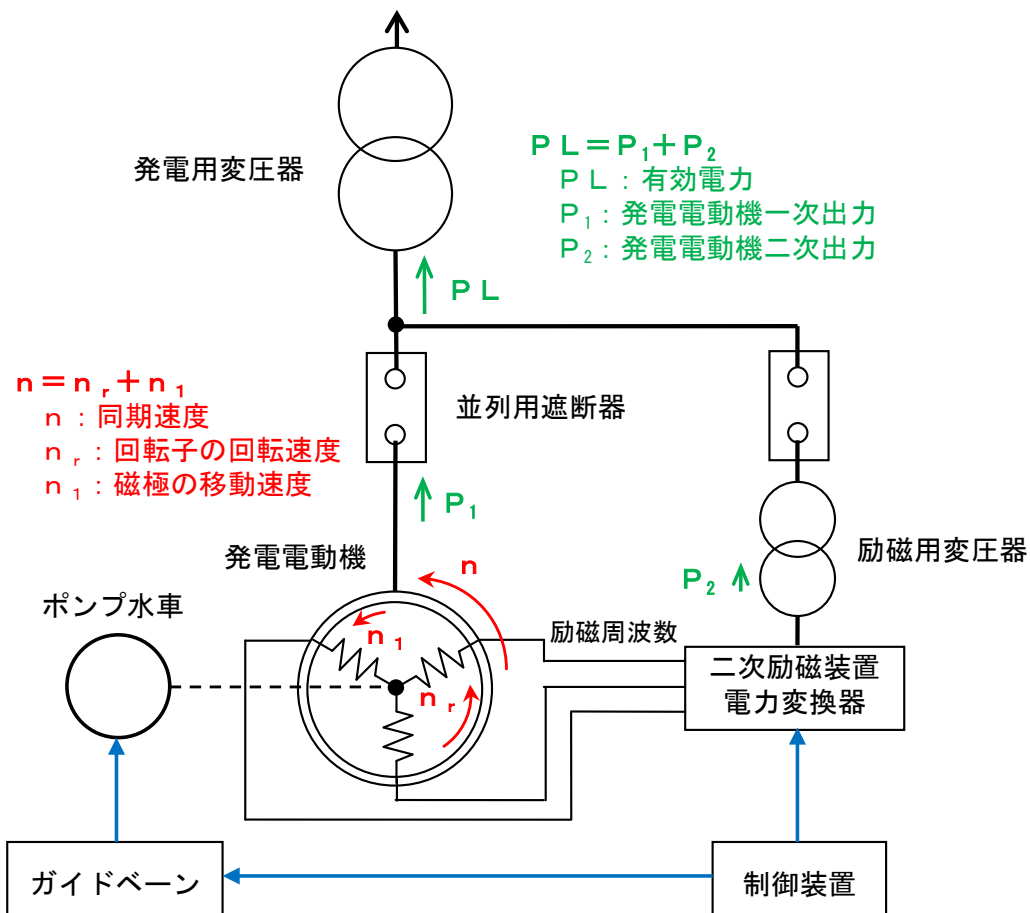 発電用変圧器
ＰＬ＝Ｐ₁＋Ｐ₂
ＰＬ：有効電力
Ｐ₁：発電電動機一次出力
Ｐ₂：発電電動機二次出力
ＰＬ
ｎ＝ｎｒ＋ｎ₁
ｎ：同期速度
ｎｒ：回転子の回転速度
ｎ₁：磁極の移動速度
並列用遮断器
Ｐ₁
発電電動機
ｎ
励磁用変圧器
Ｐ₂
ポンプ水車
ｎ₁
励磁周波数
ｎｒ
二次励磁装置
電力変換器
ガイドベーン
制御装置